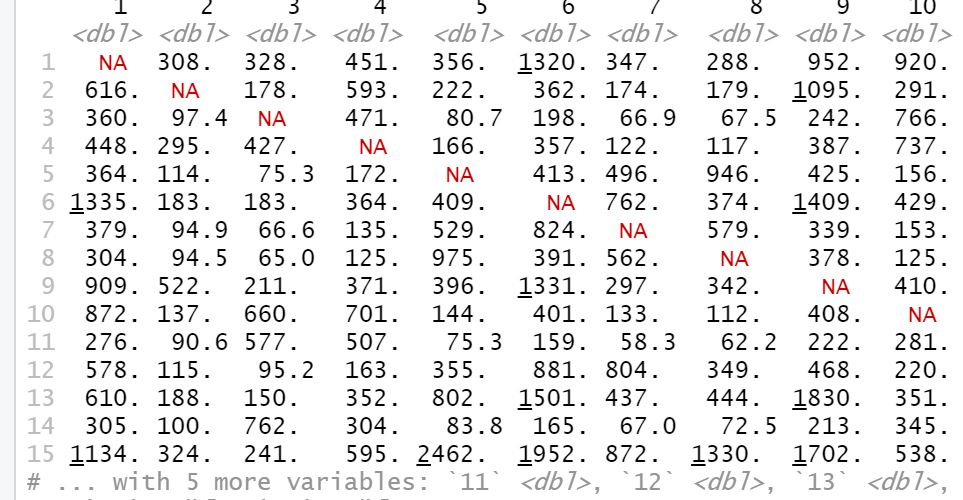 1 2 3 4 5 6 7 8 9 10
<dbl> <dbl> <dbl> <dbl> <dbl> <dbl> <dbl> <dbl> <dbl> <dbl>
1 NA 308. 328. 451. 356. 1320. 347. 288. 952. 920.
2 616. NA 178. 593. 222. 362. 174. 179. 1095. 291.
3 360. 97.4 NA 471. 80.7 198. 66.9 67.5 242. 766.
4 448. 295. 427. NA 166. 357. 122. 117. 387. 737.
5 364. 114. 75.3 172. NA 413. 496. 946. 425. 156.
6 1335. 183. 183. 364. 409. NA 762. 374. 1409. 429.
7 379. 94.9 66.6 135. 529. 824. NA 579. 339. 153.
8 304. 94.5 65.0 125. 975. 391. 562. NA 378. 125.
9 909. 522. 211. 371. 396. 1331. 297. 342. NA 410.
10 872. 137. 660. 701. 144. 401. 133. 112. 408. NA
11 276. 90.6 577. 507. 75.3 159. 58.3 62.2 222. 281.
12 578. 115. 95.2 163. 355. 881. 804. 349. 468. 220.
13 610. 188. 150. 352. 802. 1501. 437. 444. 1830. 351.
14 305. 100. 762. 304. 83.8 165. 67.0 72.5 213. 345.
15 1134. 324. 241. 595. 2462. 1952. 872. 1330. 1702. 538.
# ... with 5 more variables: `11` <dbl>, `12` <dbl>, `13` <dbl>,